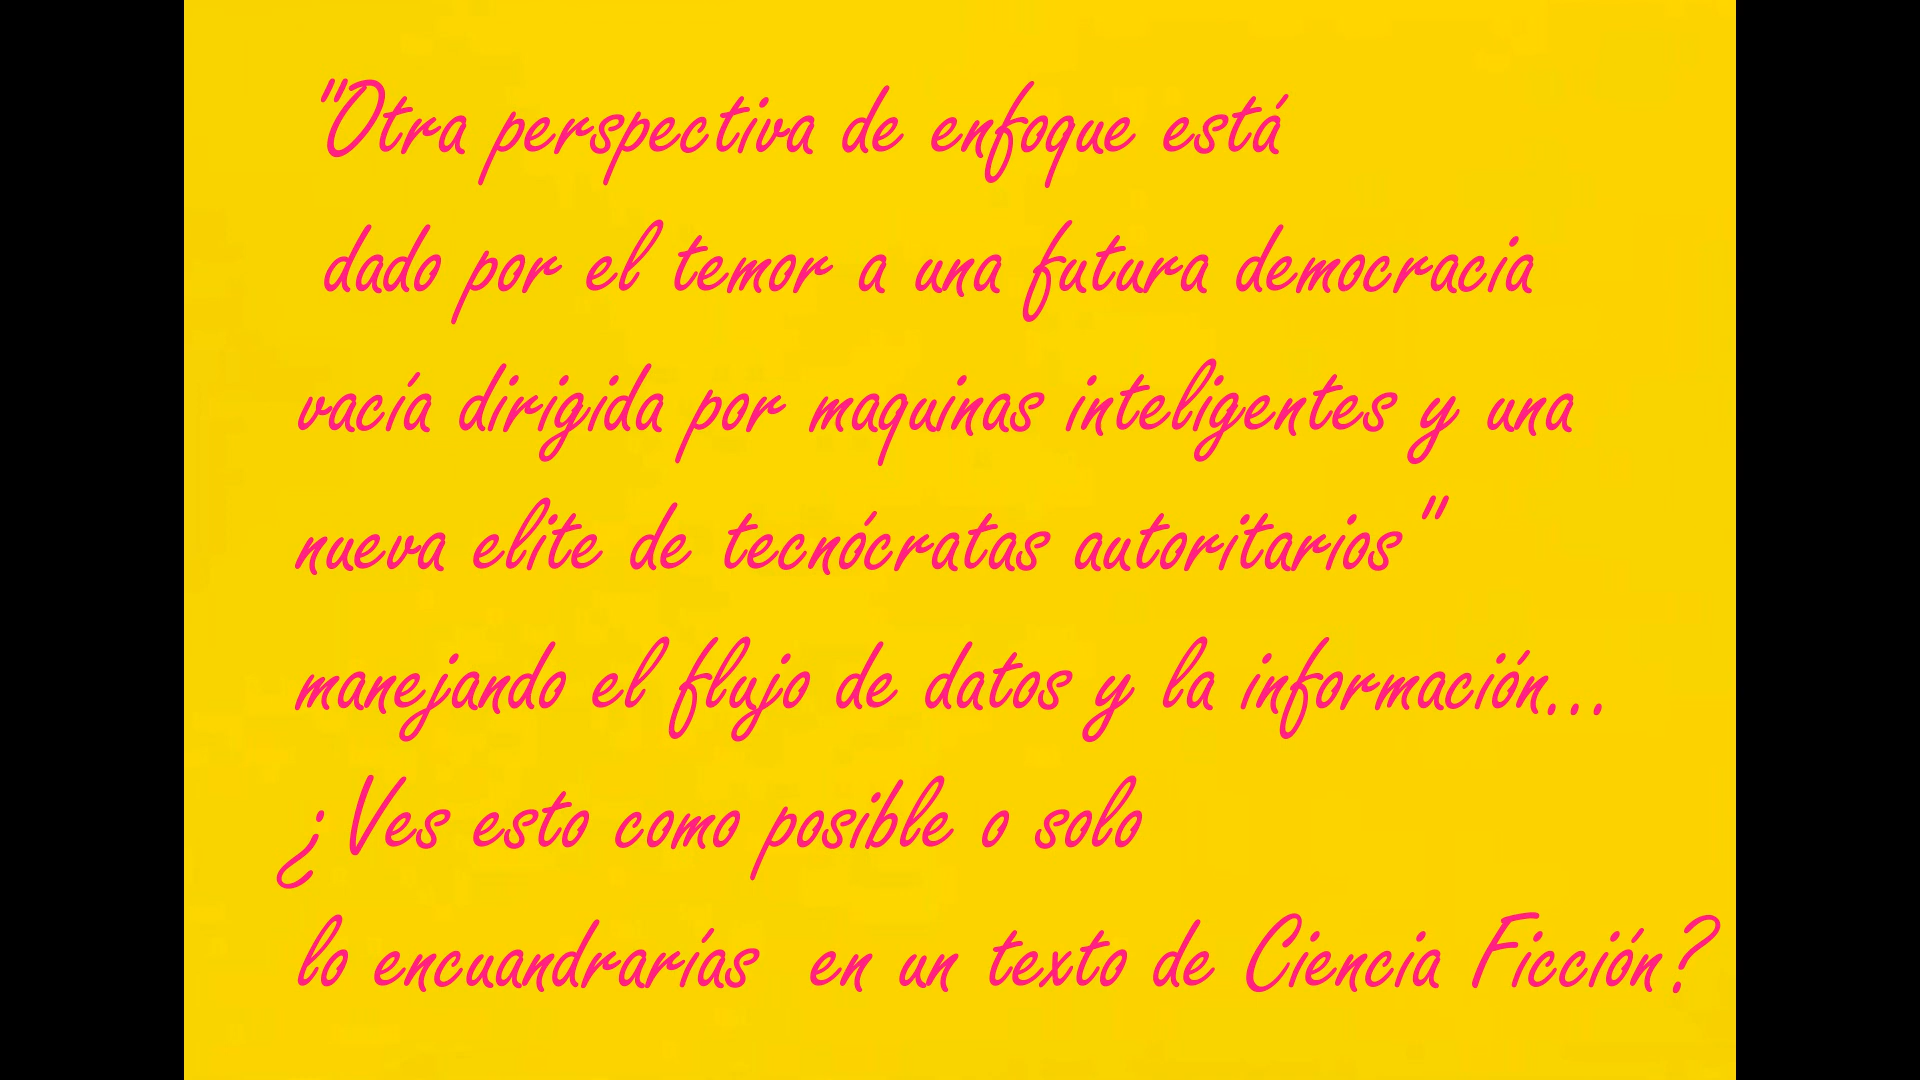 "Otra perspectiva de enfoque está
dado por el temor a una futura democracia
vacía dirigida por maquinas inteligentes y una
nueva elite de tecnócratas autoritarios"
manejando el flujo de datos y la información...
¿Ves esto como posible o solo
lo encuandrarías en un texto de Ciencia Ficción?